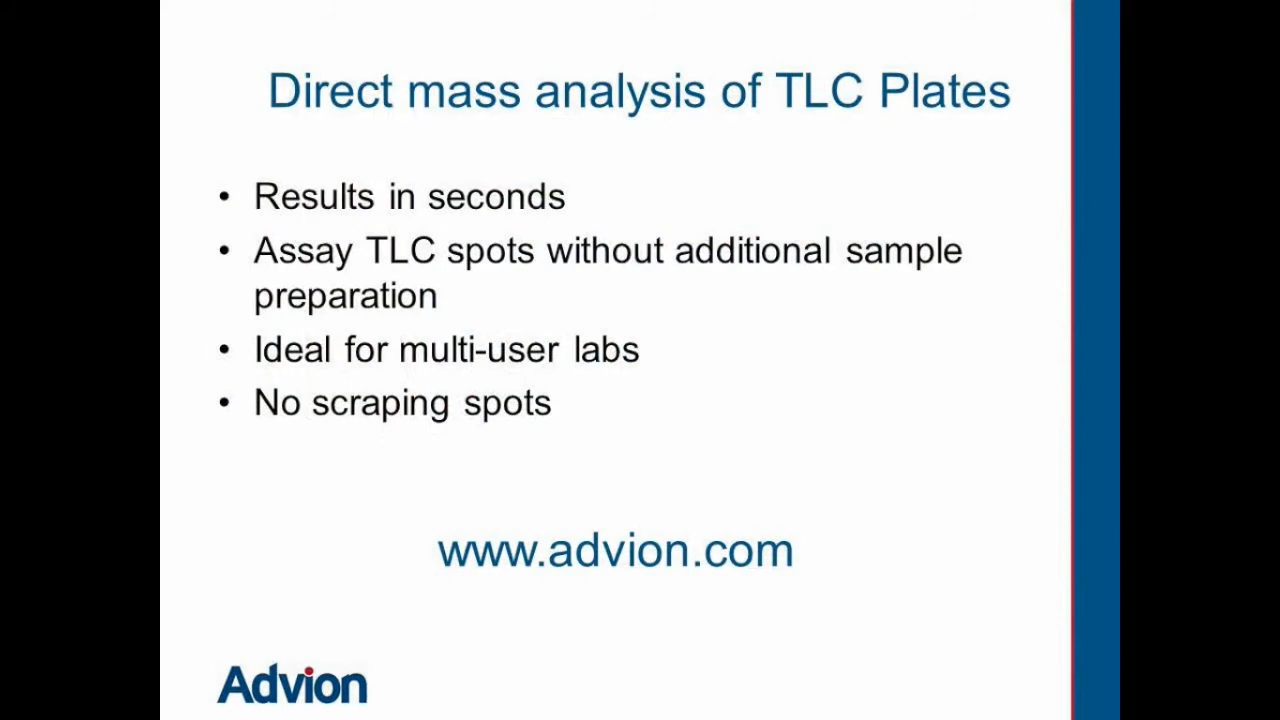 Direct mass analysis of TLC Plates
• Results in seconds
• Assay TLC spots without additional sample
preparation
• Ideal for multi-user labs
• No scraping spots
www.advion.com
Advion